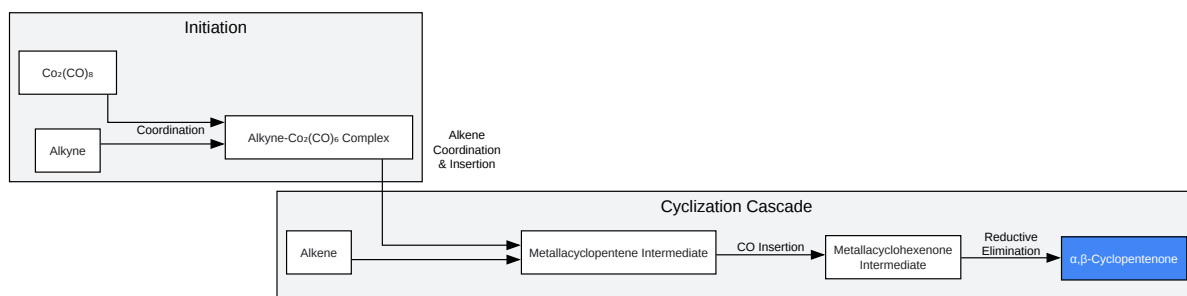 Initiation
Co₂(CO)₈
Coordination
Alkyne
Alkyne-Co₂(CO)₆ Complex
Alkene
Coordination
& Insertion
Cyclization Cascade
Alkene
Metallacyclopentene Intermediate
CO Insertion
Metallacyclohexenone
Intermediate
Reductive
Elimination
α,β-Cyclopentenone